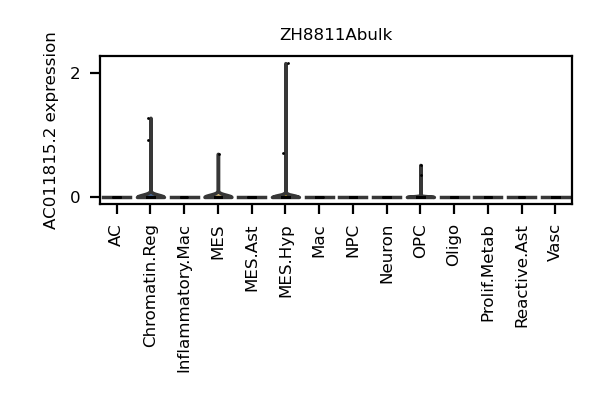 ZH8811Abulk
AC011815.2 expression
2
0
AC
Chromatin.Reg
Inflammatory.Mac
MES
MES.Ast
MES.Hyp
Mac
NPC
Neuron
OPC
Oligo
Prolif.Metab
Reactive.Ast
Vasc